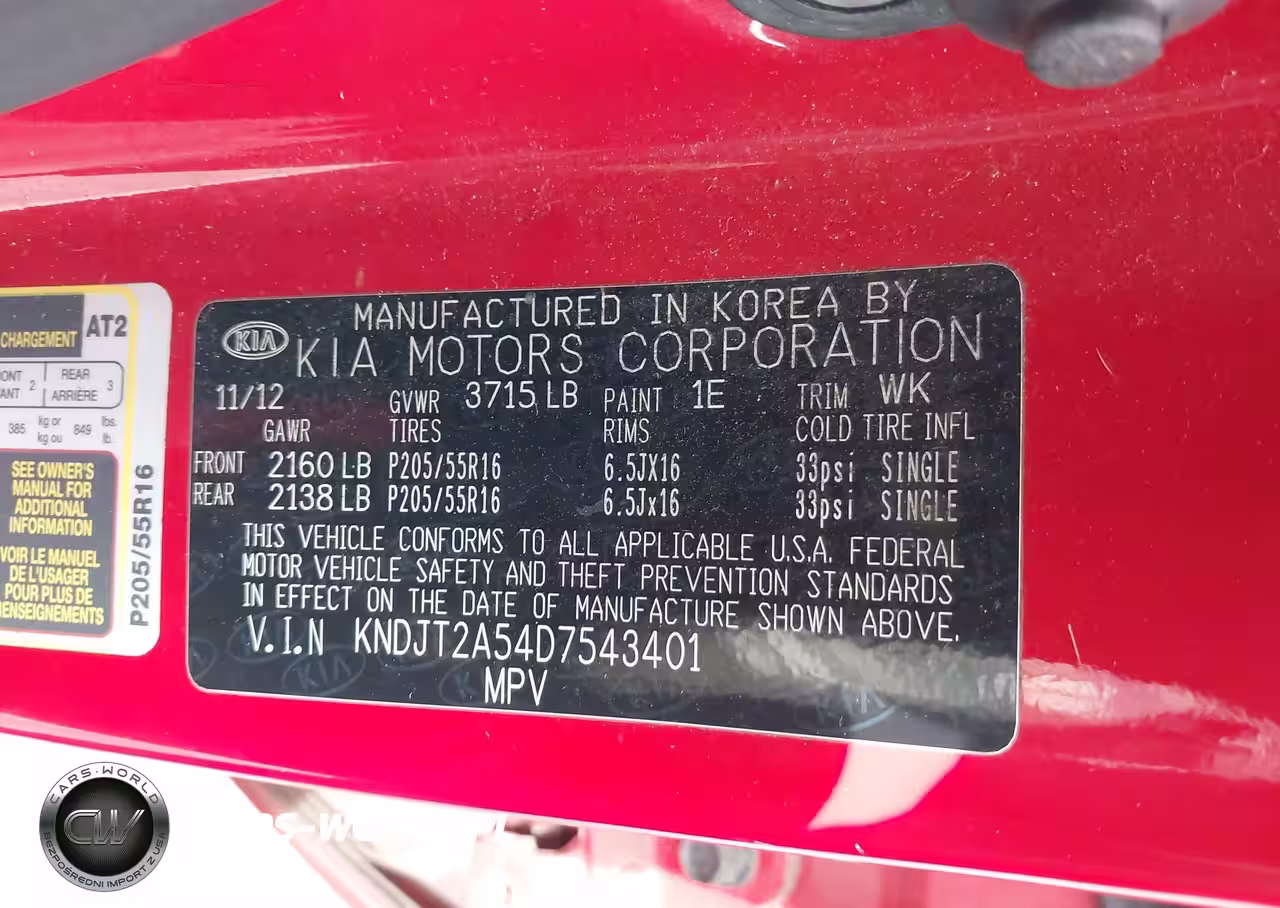 CHARGEMENT AT2
2 REAR 3
ARRIÈRE
385 kg or 849 lbs.
kg ou lb.
SEE OWNER'S
MANUAL FOR
ADDITIONAL
INFORMATION
VOIR LE MANUEL
DE L'USAGER
POUR PLUS DE
P205/55R16
KIA
MANUFACTURED IN KOREA BY
KIA MOTORS CORPORATION
11/12 GVWR 3715 LB PAINT 1E TRIM WK
GAWR TIRES RIMS COLD TIRE INFL
FRONT 2160 LB P205/55R16 6.5JX16 33psi SINGLE
REAR 2138 LB P205/55R16 6.5Jx16 33psi SINGLE
THIS VEHICLE CONFORMS TO ALL APPLICABLE U.S.A. FEDERAL
MOTOR VEHICLE SAFETY AND THEFT PREVENTION STANDARDS
IN EFFECT ON THE DATE OF MANUFACTURE SHOWN ABOVE.
V.I.N KNDJT2A54D7543401
MPV
CARS-WORLD
CW
BEZPOŚREDNI IMPORT Z USA